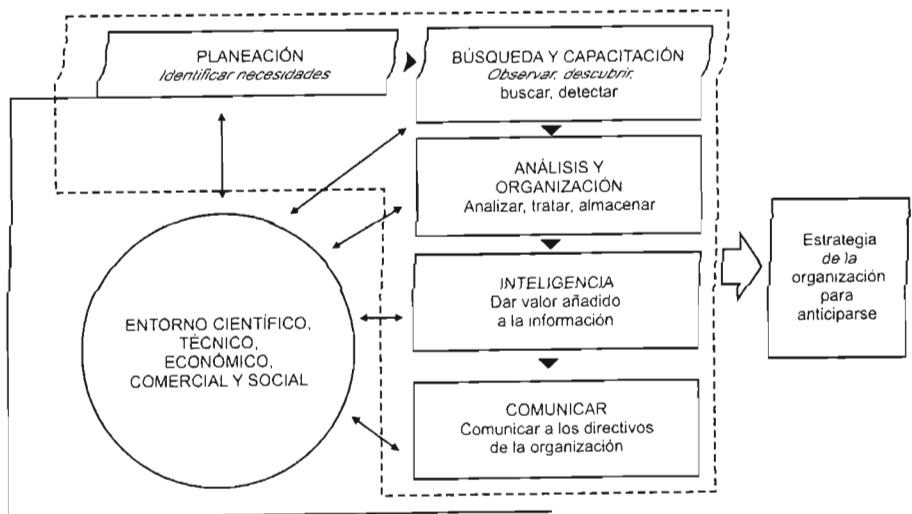 PLANEACIÓN
Identificar necesidades
BÚSQUEDA Y CAPACITACIÓN
Observar, descubrir,
buscar, detectar
ANÁLISIS Y
ORGANIZACIÓN
Analizar, tratar, almacenar
INTELIGENCIA
Dar valor añadido
a la información
COMUNICAR
Comunicar a los directivos
de la organización
ENTORNO CIENTÍFICO,
TÉCNICO,
ECONÓMICO,
COMERCIAL Y SOCIAL
Estrategia
de la
organización
para
anticiparse